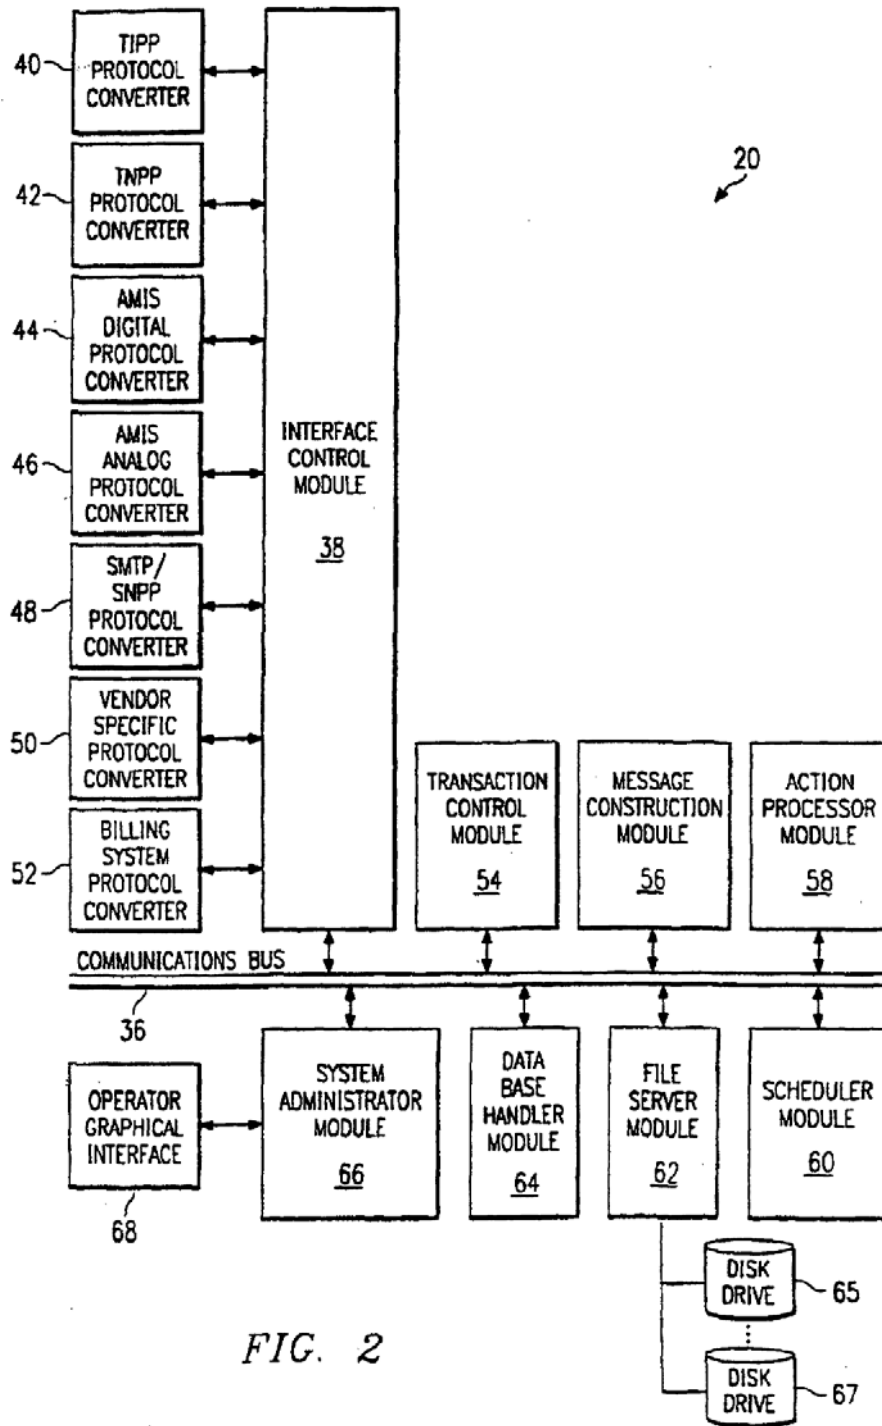 TIPP
PROTOCOL
CONVERTER
40
TNPP
PROTOCOL
CONVERTER
42
AMIS
DIGITAL
PROTOCOL
CONVERTER
44
AMIS
ANALOG
PROTOCOL
CONVERTER
46
SMTP/
SNPP
PROTOCOL
CONVERTER
48
VENDOR
SPECIFIC
PROTOCOL
CONVERTER
50
BILLING
SYSTEM
PROTOCOL
CONVERTER
52
INTERFACE
CONTROL
MODULE
38
20
TRANSACTION
CONTROL
MODULE
54
MESSAGE
CONSTRUCTION
MODULE
56
ACTION
PROCESSOR
MODULE
58
COMMUNICATIONS BUS
36
OPERATOR
GRAPHICAL
INTERFACE
68
SYSTEM
ADMINISTRATOR
MODULE
66
DATA
BASE
HANDLER
MODULE
64
FILE
SERVER
MODULE
62
SCHEDULER
MODULE
60
DISK
DRIVE
65
DISK
DRIVE
67
FIG. 2